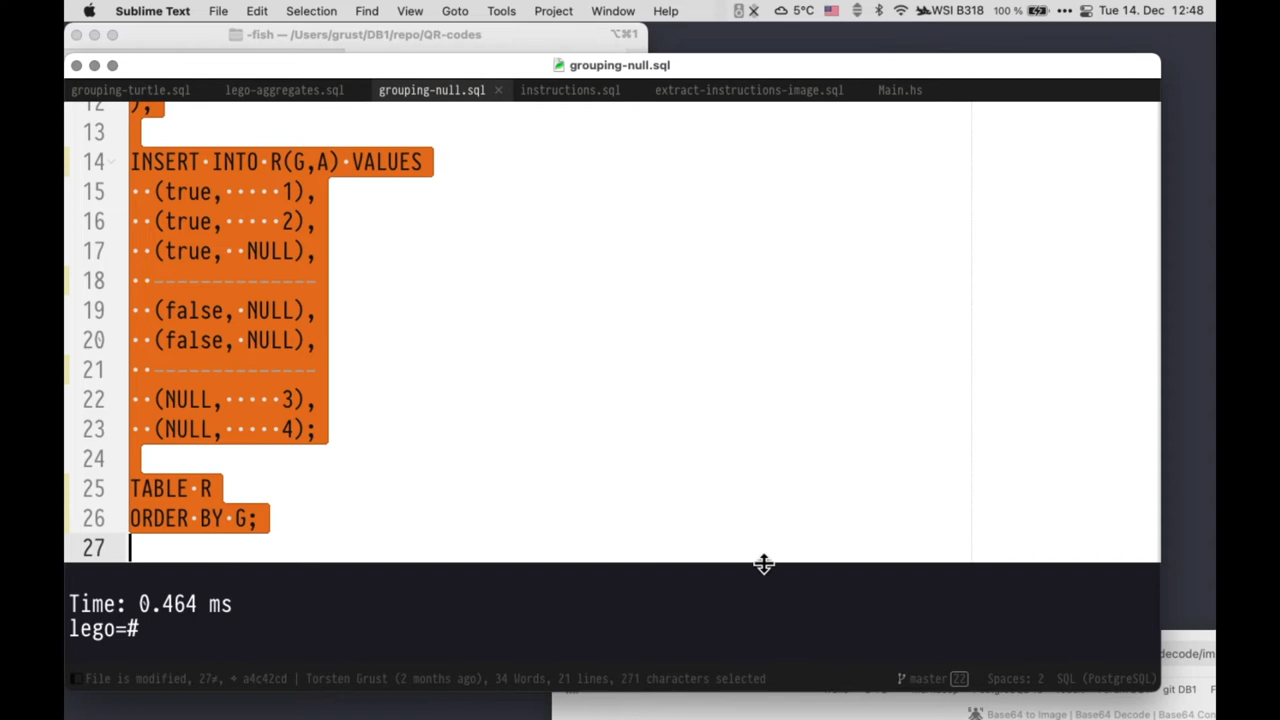 Sublime Text File Edit Selection Find View Goto Tools Project Window Help 5°C WSI B318 100 % Tue 14. Dec 12:48
-fish — /Users/grust/DB1/repo/QR-codes ⌥⌘1
grouping-null.sql
grouping-turtle.sql lego-aggregates.sql grouping-null.sql × instructions.sql extract-instructions-image.sql Main.hs
12 );
13
14 INSERT·INTO·R(G,A)·VALUES
15 ··(true,·····1),
16 ··(true,·····2),
17 ··(true,··NULL),
18 ··--------------
19 ··(false,·NULL),
20 ··(false,·NULL),
21 ··--------------
22 ··(NULL,·····3),
23 ··(NULL,·····4);
24
25 TABLE·R
26 ORDER·BY·G;
27
Time: 0.464 ms
lego=#
decode/im
File is modified, 27≠, + a4c42cd | Torsten Grust (2 months ago), 34 Words, 21 lines, 271 characters selected master 22 Spaces: 2 SQL (PostgreSQL)
git DB1
Base64 to Image | Base64 Decode | Base64 Con